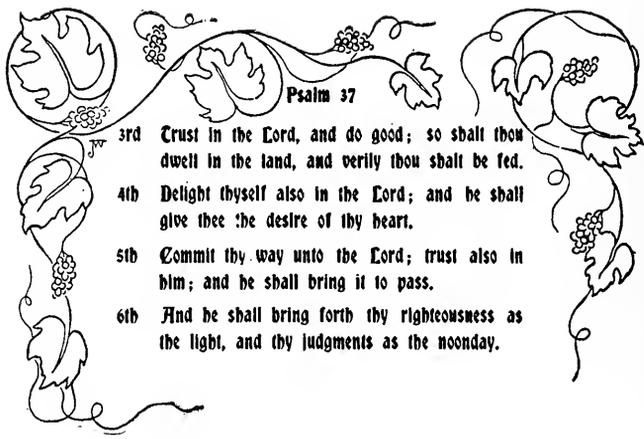 Psalm 37
3rd Trust in the Lord, and do good; so shalt thou
dwell in the land, and verily thou shalt be fed.
4th Delight thyself also in the Lord; and he shall
give thee the desire of thy heart.
5th Commit thy way unto the Lord; trust also in
him; and he shall bring it to pass.
6th And he shall bring forth thy righteousness as
the light, and thy judgments as the noonday.